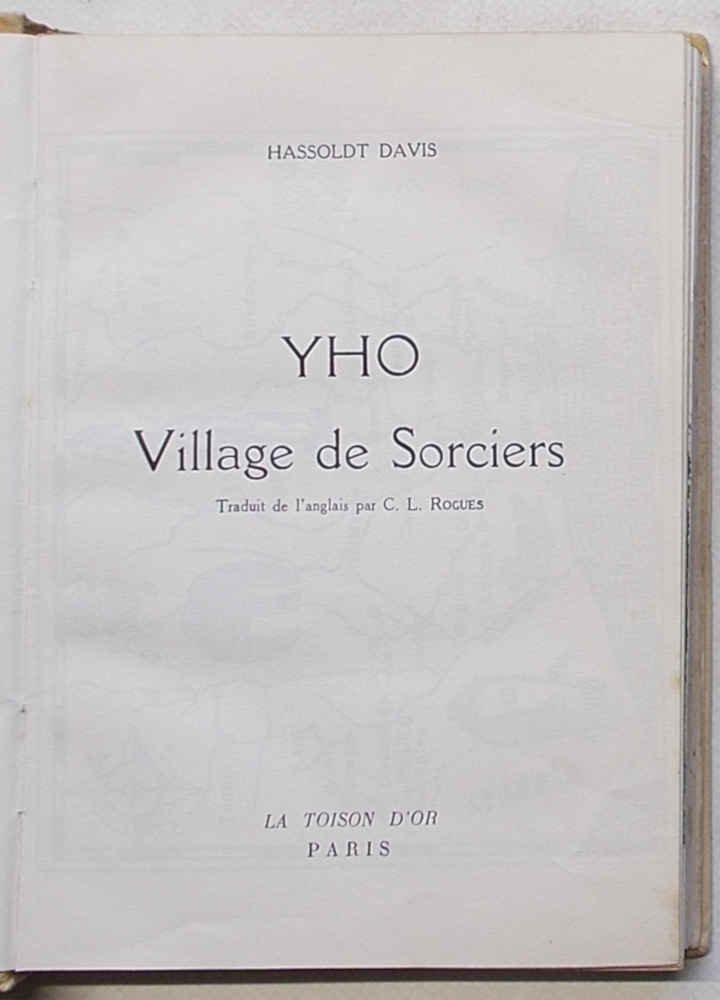 HASSOLDT DAVIS
YHO
Village de Sorciers
Traduit de l'anglais par C. L. ROGUES
LA TOISON D'OR
PARIS